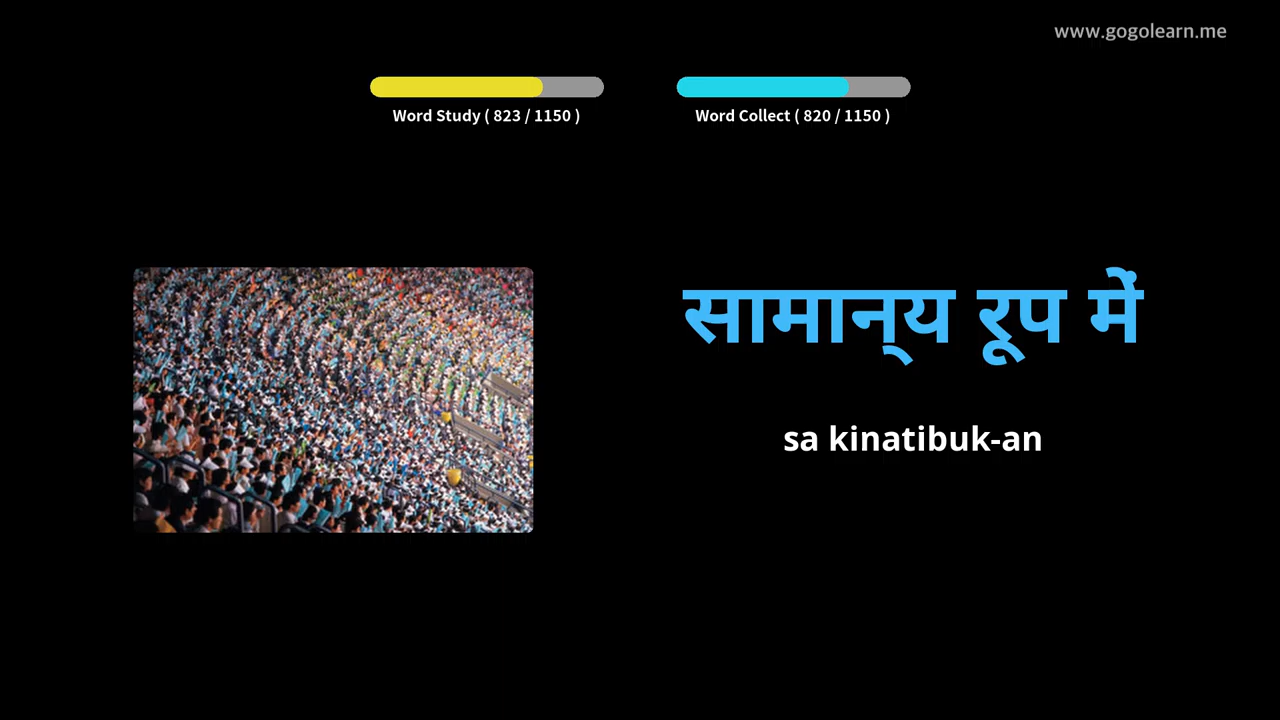 www.gogolearn.me
Word Study ( 823 / 1150 )
Word Collect ( 820 / 1150 )
सामान्‌य रूप में
sa kinatibuk-an